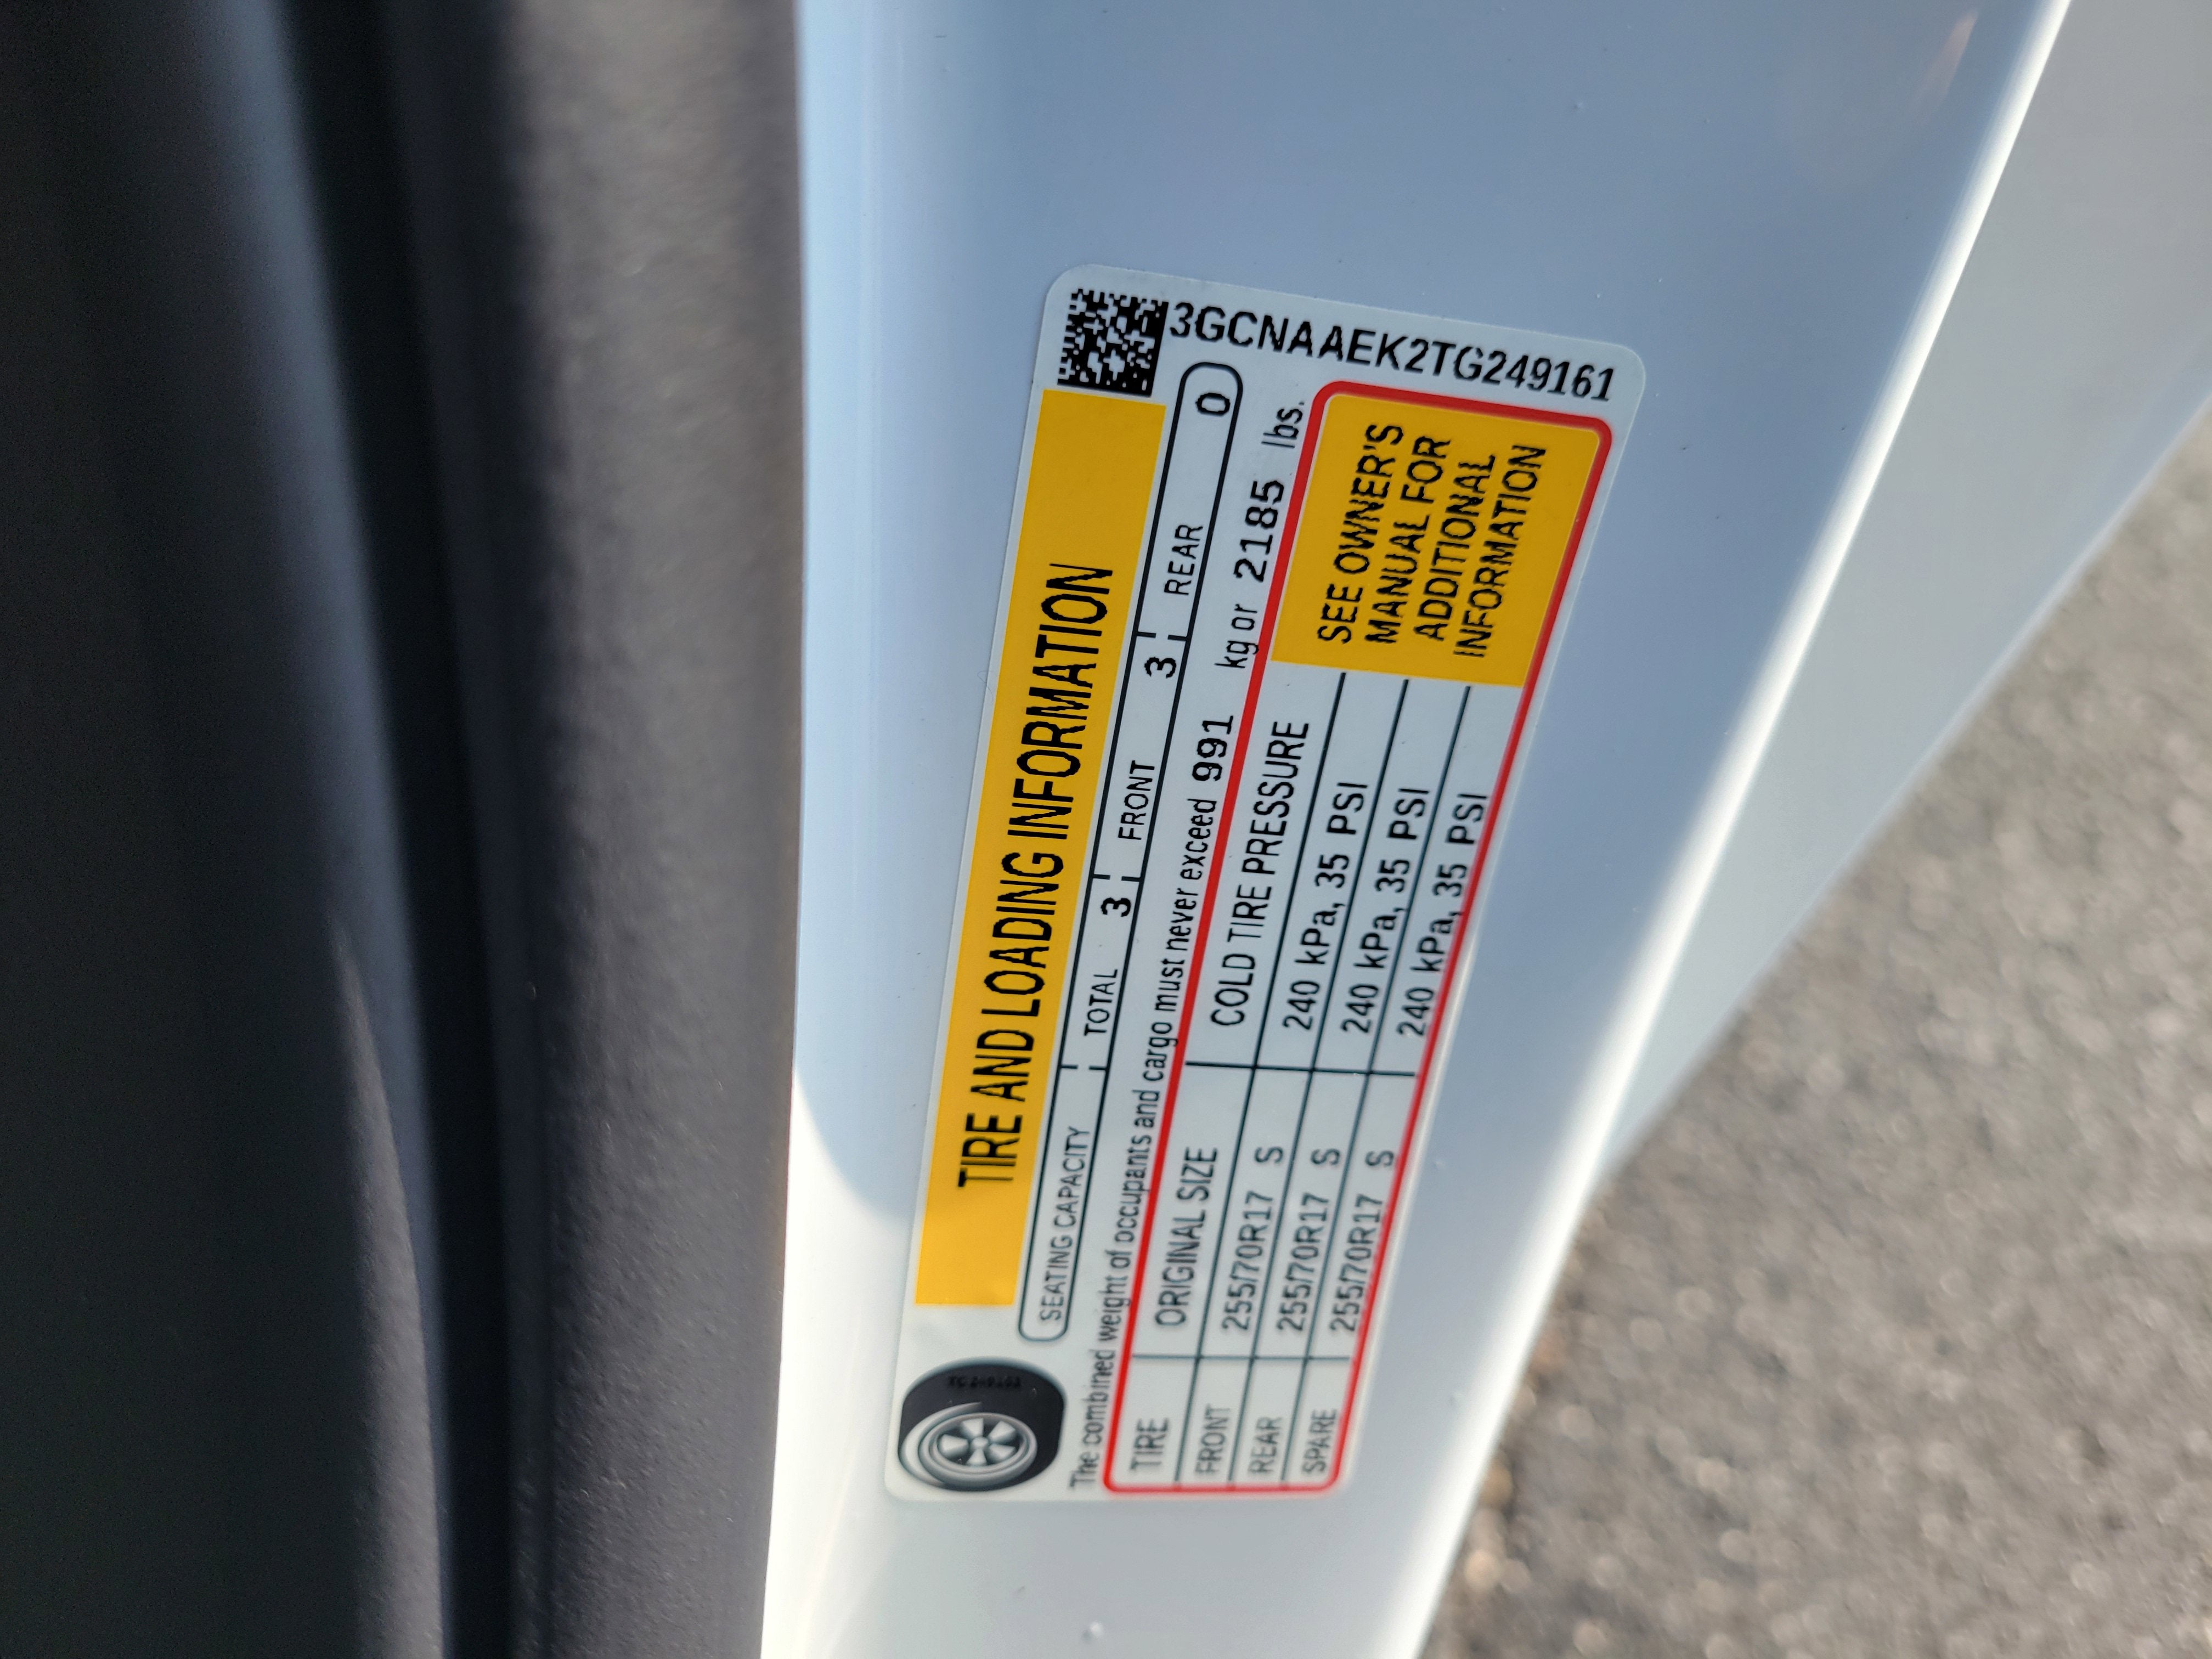 3GCNAAEK2TG249161
TIRE AND LOADING INFORMATION
SEATING CAPACITY TOTAL 3 FRONT 3 REAR 0
The combined weight of occupants and cargo must never exceed 991 kg or 2185 lbs.
TIRE ORIGINAL SIZE COLD TIRE PRESSURE
FRONT 255/70R17 S 240 kPa, 35 PSI
REAR 255/70R17 S 240 kPa, 35 PSI
SPARE 255/70R17 S 240 kPa, 35 PSI
SEE OWNER'S
MANUAL FOR
ADDITIONAL
INFORMATION